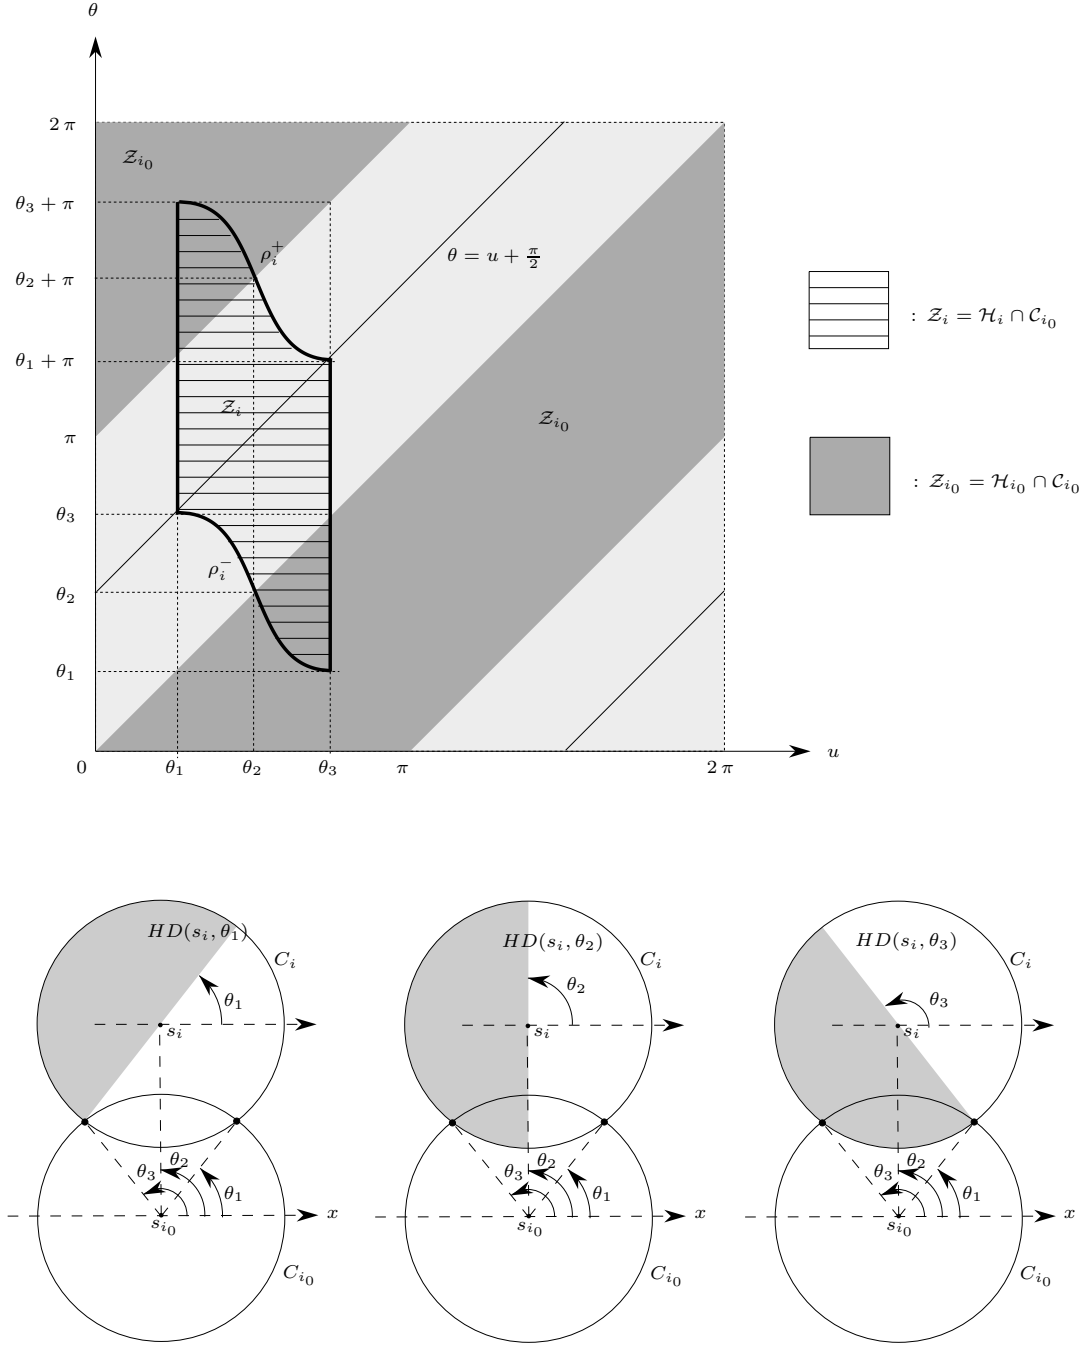 θ
2 π
𝒵_{i_0}
θ_3 + π
ρ_i^+
θ = u + π/2
θ_2 + π
: 𝒵_i = ℋ_i ∩ 𝒞_{i_0}
θ_1 + π
𝒵_i
𝒵_{i_0}
π
: 𝒵_{i_0} = ℋ_{i_0} ∩ 𝒞_{i_0}
θ_3
ρ_i^-
θ_2
θ_1
u
0 θ_1 θ_2 θ_3 π 2 π
HD(s_i, θ_1) HD(s_i, θ_2) HD(s_i, θ_3)
C_i C_i C_i
θ_1 θ_2 θ_3
s_i s_i s_i
θ_3 θ_2 θ_1 θ_3 θ_2 θ_1 θ_3 θ_2 θ_1
s_{i_0} x s_{i_0} x s_{i_0} x
C_{i_0} C_{i_0} C_{i_0}